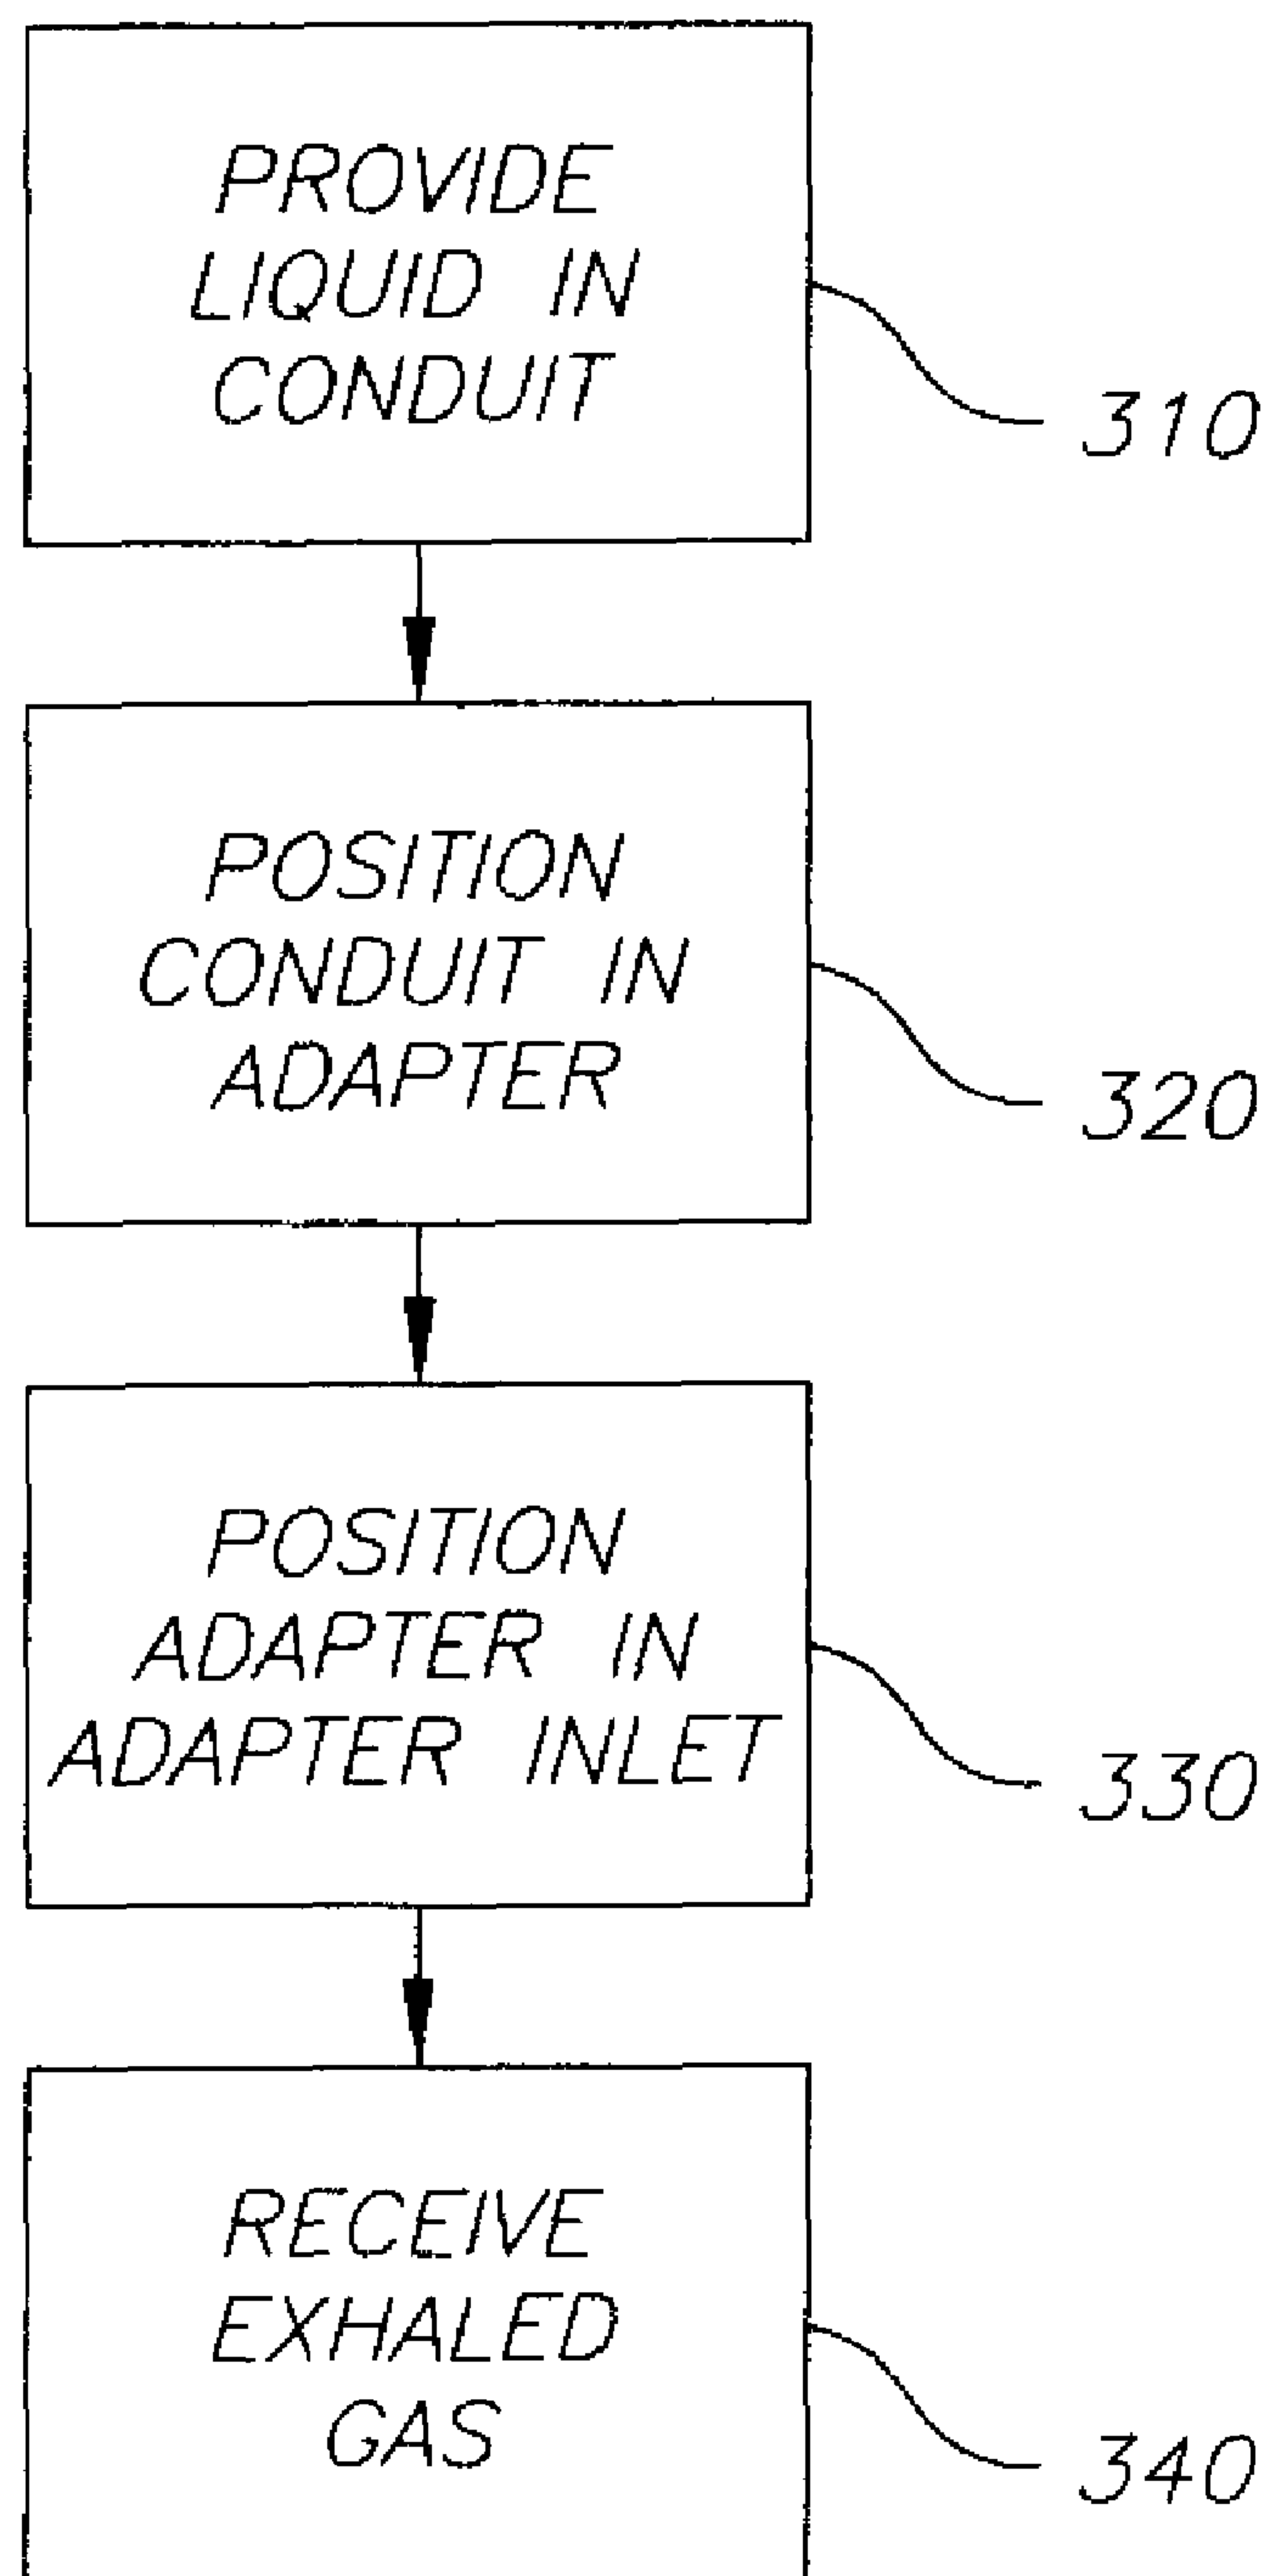 PROVIDE
LIQUID IN
CONDUIT
310
POSITION
CONDUIT IN
ADAPTER
320
POSITION
ADAPTER IN
ADAPTER INLET
330
RECEIVE
EXHALED
GAS
340